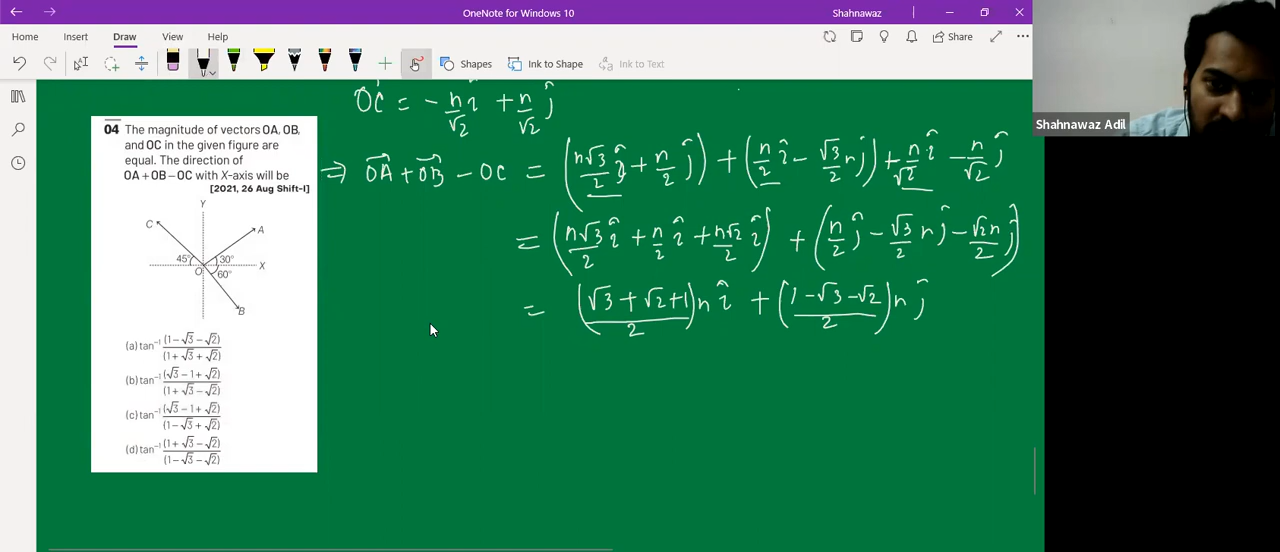 OneNote for Windows 10
Shahnawaz
Home Insert Draw View Help
Share
Shapes Ink to Shape Ink to Text
Shahnawaz Adil
OC = - n/√2 î + n/√2 ĵ
04 The magnitude of vectors OA, OB,
and OC in the given figure are
equal. The direction of
OA + OB − OC with X-axis will be
[2021, 26 Aug Shift-I]
Y
C
A
45°
30°
X
O
60°
B
(a) tan⁻¹ (1−√3−√2)/(1+√3+√2)
(b) tan⁻¹ (√3−1+√2)/(1+√3−√2)
(c) tan⁻¹ (√3−1+√2)/(1−√3+√2)
(d) tan⁻¹ (1+√3−√2)/(1−√3−√2)
⇒ OA + OB − OC = (n√3/2 î + n/2 ĵ) + (n/2 î − √3/2 n ĵ) + n/√2 î − n/√2 ĵ
= (n√3/2 î + n/2 î + n√2/2 î) + (n/2 ĵ − √3/2 n ĵ − √2n/2 ĵ)
= (√3+√2+1)/2 n î + (1−√3−√2)/2 n ĵ